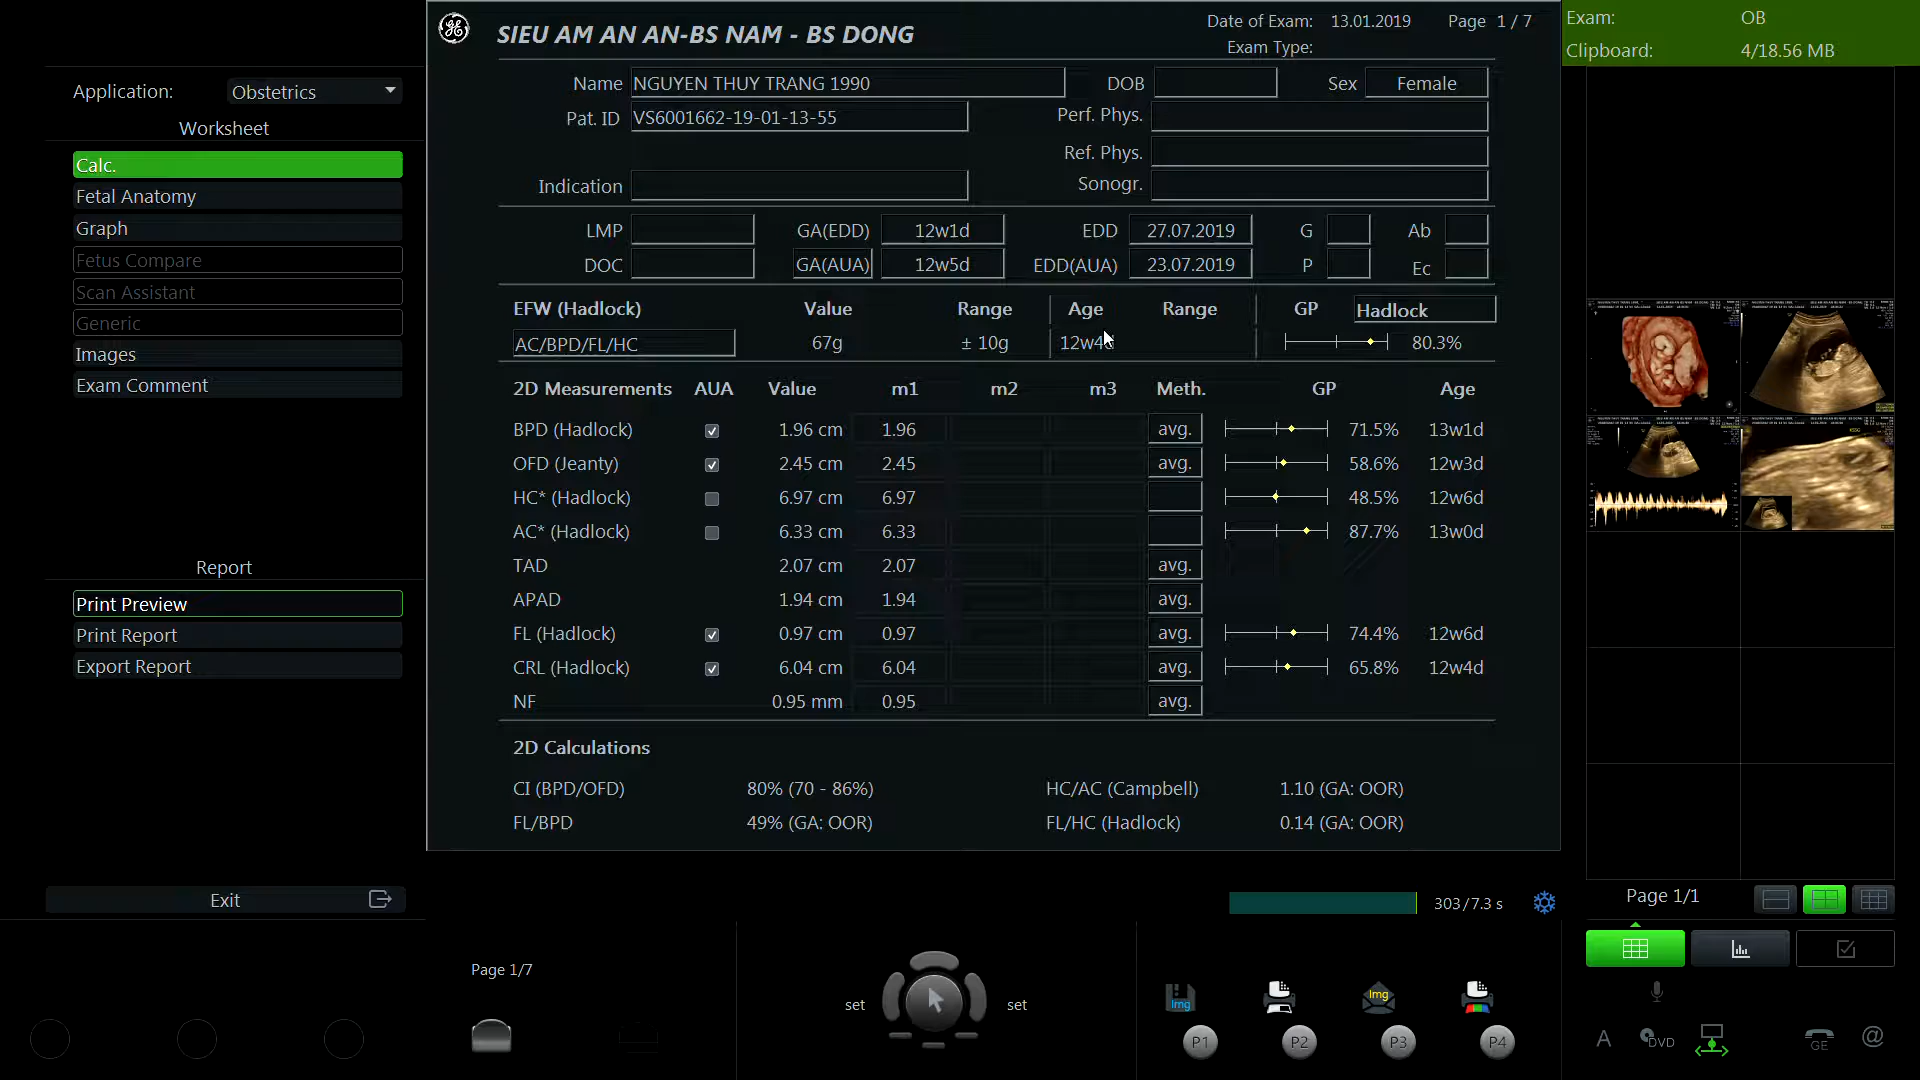 SIEU AM AN AN-BS NAM - BS DONG
Date of Exam: 13.01.2019 Page 1 / 7
Exam Type:
Exam: OB
Clipboard: 4/18.56 MB
Application: Obstetrics
Worksheet
Calc.
Fetal Anatomy
Graph
Fetus Compare
Scan Assistant
Generic
Images
Exam Comment
Report
Print Preview
Print Report
Export Report
Exit
Name NGUYEN THUY TRANG 1990 DOB Sex Female
Pat. ID VS6001662-19-01-13-55 Perf. Phys.
Ref. Phys.
Indication Sonogr.
LMP GA(EDD) 12w1d EDD 27.07.2019 G Ab
DOC GA(AUA) 12w5d EDD(AUA) 23.07.2019 P Ec
EFW (Hadlock) Value Range Age Range GP Hadlock
AC/BPD/FL/HC 67g ± 10g 80.3%
2D Measurements AUA Value m1 m2 m3 Meth. GP Age
BPD (Hadlock) 1.96 cm 1.96 avg. 71.5% 13w1d
OFD (Jeanty) 2.45 cm 2.45 avg. 58.6% 12w3d
HC* (Hadlock) 6.97 cm 6.97 48.5% 12w6d
AC* (Hadlock) 6.33 cm 6.33 87.7% 13w0d
TAD 2.07 cm 2.07 avg.
APAD 1.94 cm 1.94 avg.
FL (Hadlock) 0.97 cm 0.97 avg. 74.4% 12w6d
CRL (Hadlock) 6.04 cm 6.04 avg. 65.8% 12w4d
NF 0.95 mm 0.95 avg.
2D Calculations
CI (BPD/OFD) 80% (70 - 86%) HC/AC (Campbell) 1.10 (GA: OOR)
FL/BPD 49% (GA: OOR) FL/HC (Hadlock) 0.14 (GA: OOR)
303/7.3 s
Page 1/1
Page 1/7
set set
Img Img
P1 P2 P3 P4
A DVD GE @